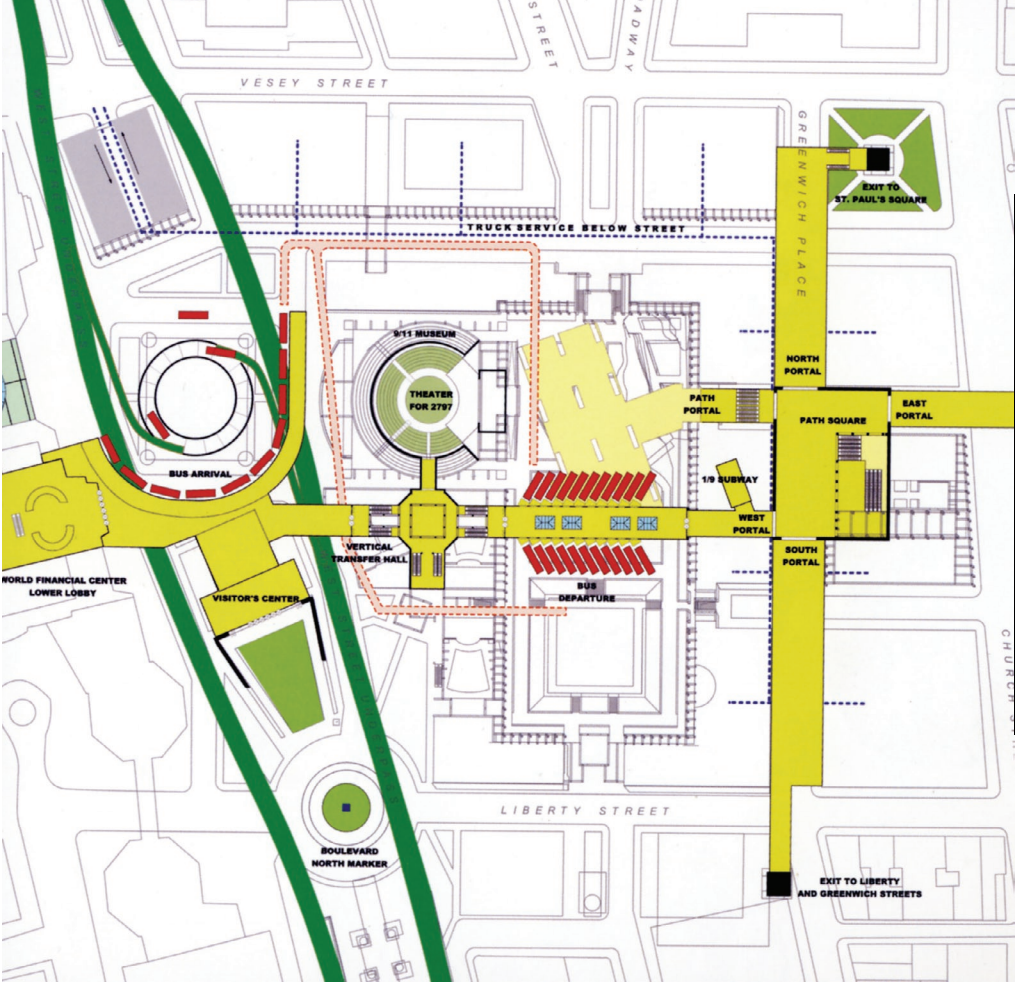 STREET
ADWAY
VESEY STREET
GREENWICH PLACE
EXIT TO
ST. PAUL'S SQUARE
TRUCK SERVICE BELOW STREET
9/11 MUSEUM
THEATER
FOR 2797
NORTH
PORTAL
PATH
PORTAL
PATH SQUARE
EAST
PORTAL
BUS ARRIVAL
1/9 SUBWAY
WEST
PORTAL
VERTICAL
TRANSFER HALL
SOUTH
PORTAL
WORLD FINANCIAL CENTER
LOWER LOBBY
VISITOR'S CENTER
BUS
DEPARTURE
LIBERTY STREET
BOULEVARD
NORTH MARKER
EXIT TO LIBERTY
AND GREENWICH STREETS